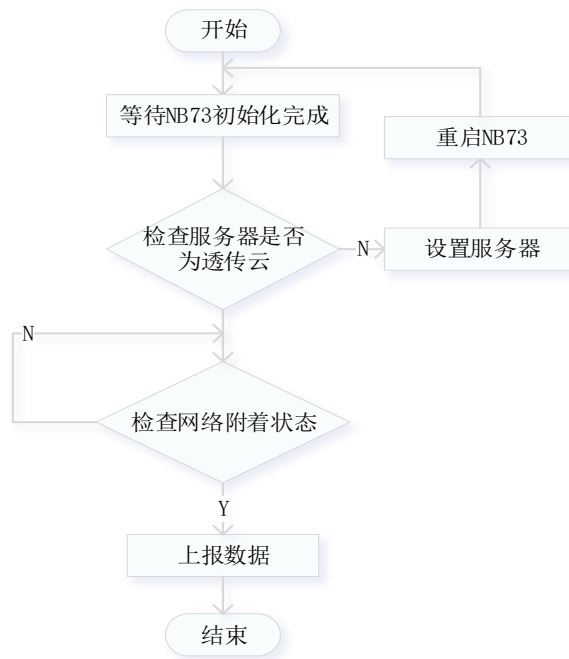 开始
等待NB73初始化完成
重启NB73
检查服务器是否
为透传云
N
设置服务器
N
检查网络附着状态
Y
上报数据
结束